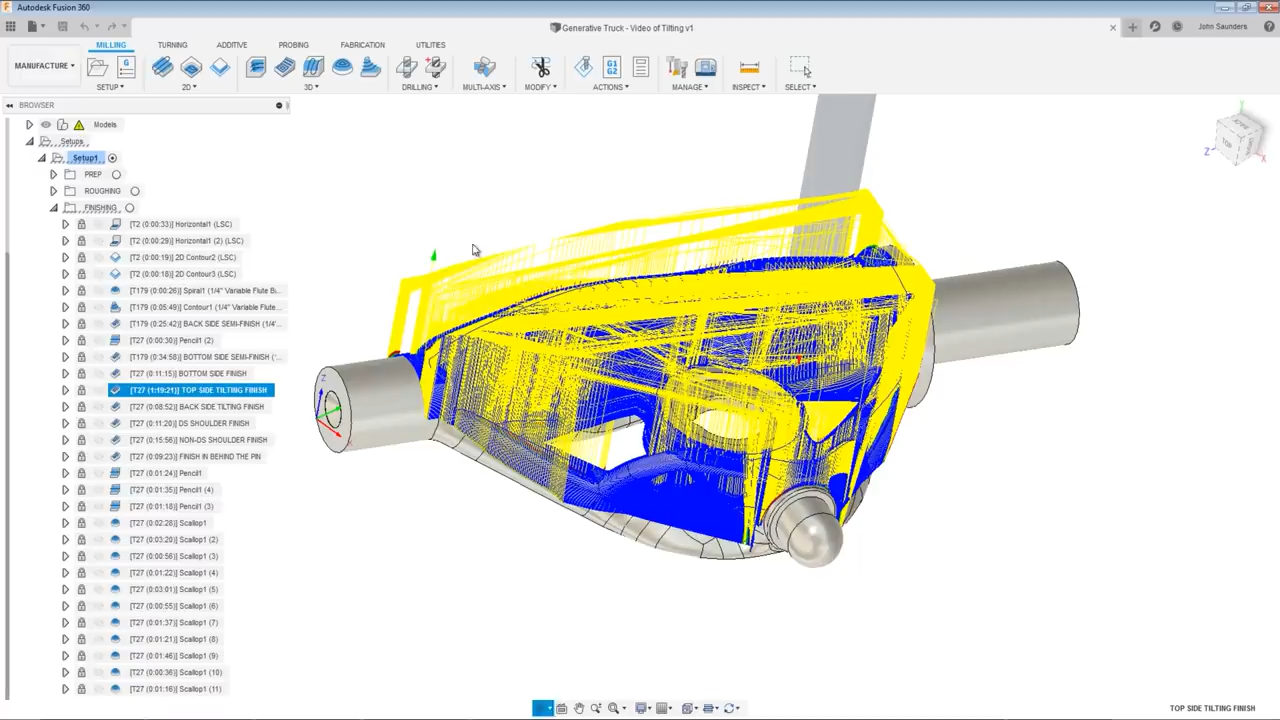 Autodesk Fusion 360
Generative Truck - Video of Tilting v1
John Saunders
MILLING TURNING ADDITIVE PROBING FABRICATION UTILITIES
MANUFACTURE
G1
G2
SETUP 2D 3D DRILLING MULTI-AXIS MODIFY ACTIONS MANAGE INSPECT SELECT
BROWSER
Models
Setups
Setup1
PREP
ROUGHING
FINISHING
[T2 (0:00:33)] Horizontal1 (LSC)
[T2 (0:00:29)] Horizontal1 (2) (LSC)
[T2 (0:00:19)] 2D Contour2 (LSC)
[T2 (0:00:18)] 2D Contour3 (LSC)
[T179 (0:00:26)] Spiral1 (1/4" Variable Flute B...
[T179 (0:05:49)] Contour1 (1/4" Variable Flute...
[T179 (0:25:42)] BACK SIDE SEMI-FINISH (1/4'...
[T27 (0:00:30)] Pencil1 (2)
[T179 (0:34:58)] BOTTOM SIDE SEMI-FINISH (...
[T27 (0:11:15)] BOTTOM SIDE FINISH
[T27 (1:19:21)] TOP SIDE TILTING FINISH
[T27 (0:08:52)] BACK SIDE TILTING FINISH
[T27 (0:11:20)] DS SHOULDER FINISH
[T27 (0:15:56)] NON-DS SHOULDER FINISH
[T27 (0:09:23)] FINISH IN BEHIND THE PIN
[T27 (0:01:24)] Pencil1
[T27 (0:01:35)] Pencil1 (4)
[T27 (0:01:18)] Pencil1 (3)
[T27 (0:02:28)] Scallop1
[T27 (0:03:20)] Scallop1 (2)
[T27 (0:00:56)] Scallop1 (3)
[T27 (0:01:22)] Scallop1 (4)
[T27 (0:03:01)] Scallop1 (5)
[T27 (0:00:55)] Scallop1 (6)
[T27 (0:01:37)] Scallop1 (7)
[T27 (0:01:21)] Scallop1 (8)
[T27 (0:01:46)] Scallop1 (9)
[T27 (0:00:36)] Scallop1 (10)
[T27 (0:01:16)] Scallop1 (11)
TOP
Z
X
Z
TOP SIDE TILTING FINISH